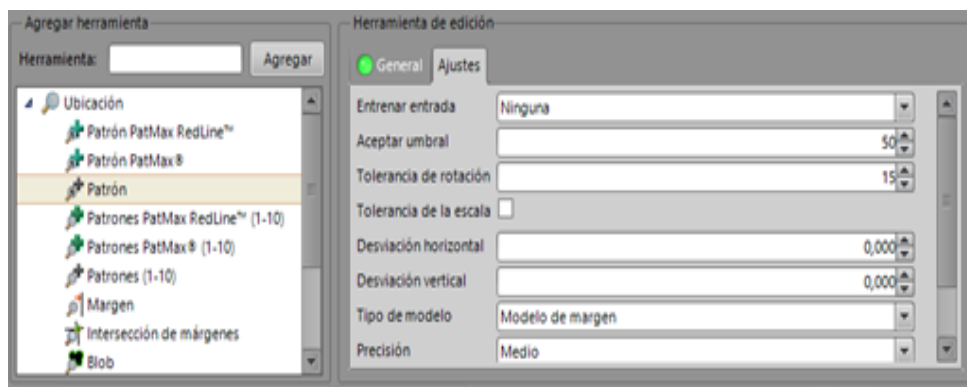 Agregar herramienta
Herramienta:
Agregar
Ubicación
Patrón PatMax RedLine™
Patrón PatMax®
Patrón
Patrones PatMax RedLine™ (1-10)
Patrones PatMax® (1-10)
Patrones (1-10)
Margen
Intersección de márgenes
Blob
Herramienta de edición
General
Ajustes
Entrenar entrada Ninguna
Aceptar umbral 50
Tolerancia de rotación 15
Tolerancia de la escala
Desviación horizontal 0,000
Desviación vertical 0,000
Tipo de modelo Modelo de margen
Precisión Medio